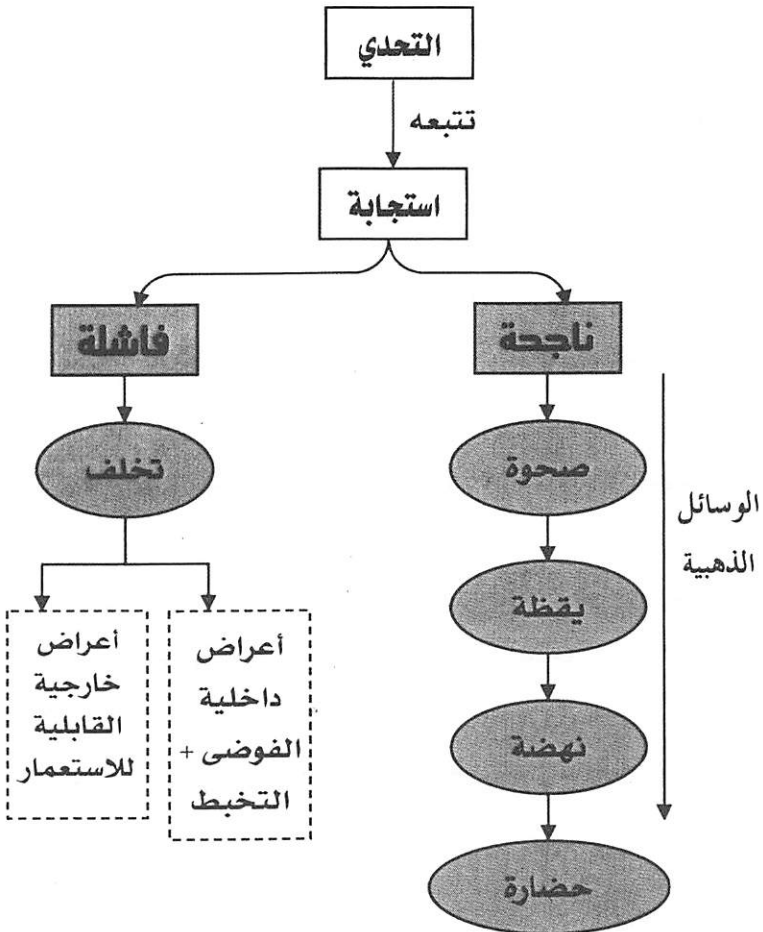 التحدي
تتبعه
استجابة
ناجحة
فاشلة
صحوة
تخلف
الوسائل
الذهبية
يقظة
أعراض
داخلية
الفوضى +
التخبط
أعراض
خارجية
القابلية
للاستعمار
نهضة
حضارة